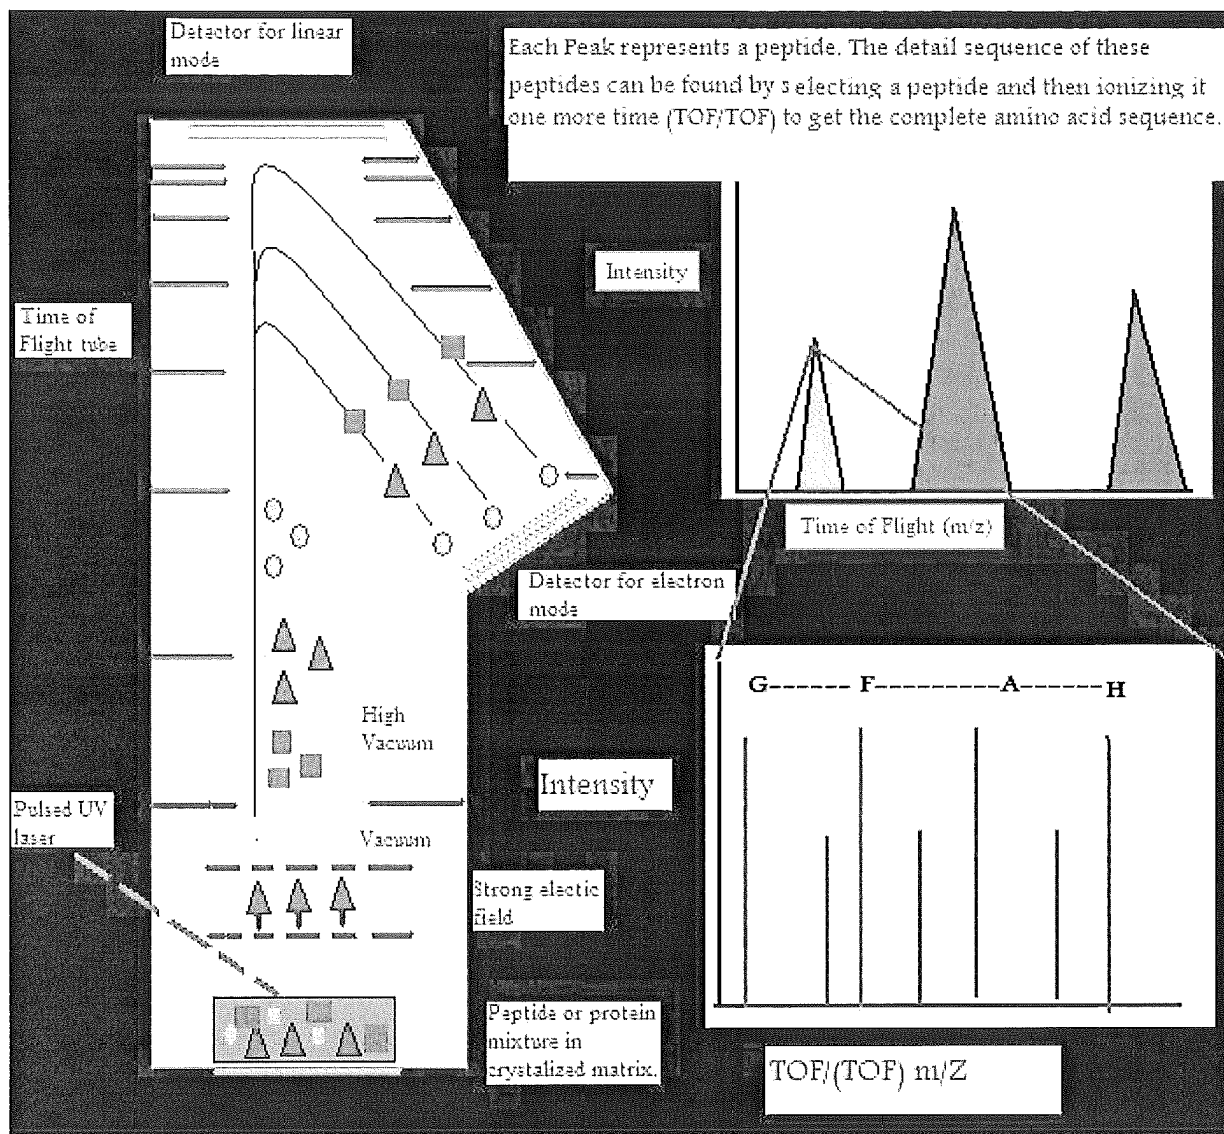 Detector for linear
mode
Each Peak represents a peptide. The detail sequence of these
peptides can be found by selecting a peptide and then ionizing it
one more time (TOF/TOF) to get the complete amino acid sequence.
Intensity
Time of
Flight tube
Time of Flight (m/z)
Detector for electron
mode
G------ F---------A------H
High
Vacuum
Intensity
Pulsed UV
laser
Vacuum
Strong electic
field
Peptide or protein
mixture in
crystalized matrix.
TOF/(TOF) m/Z